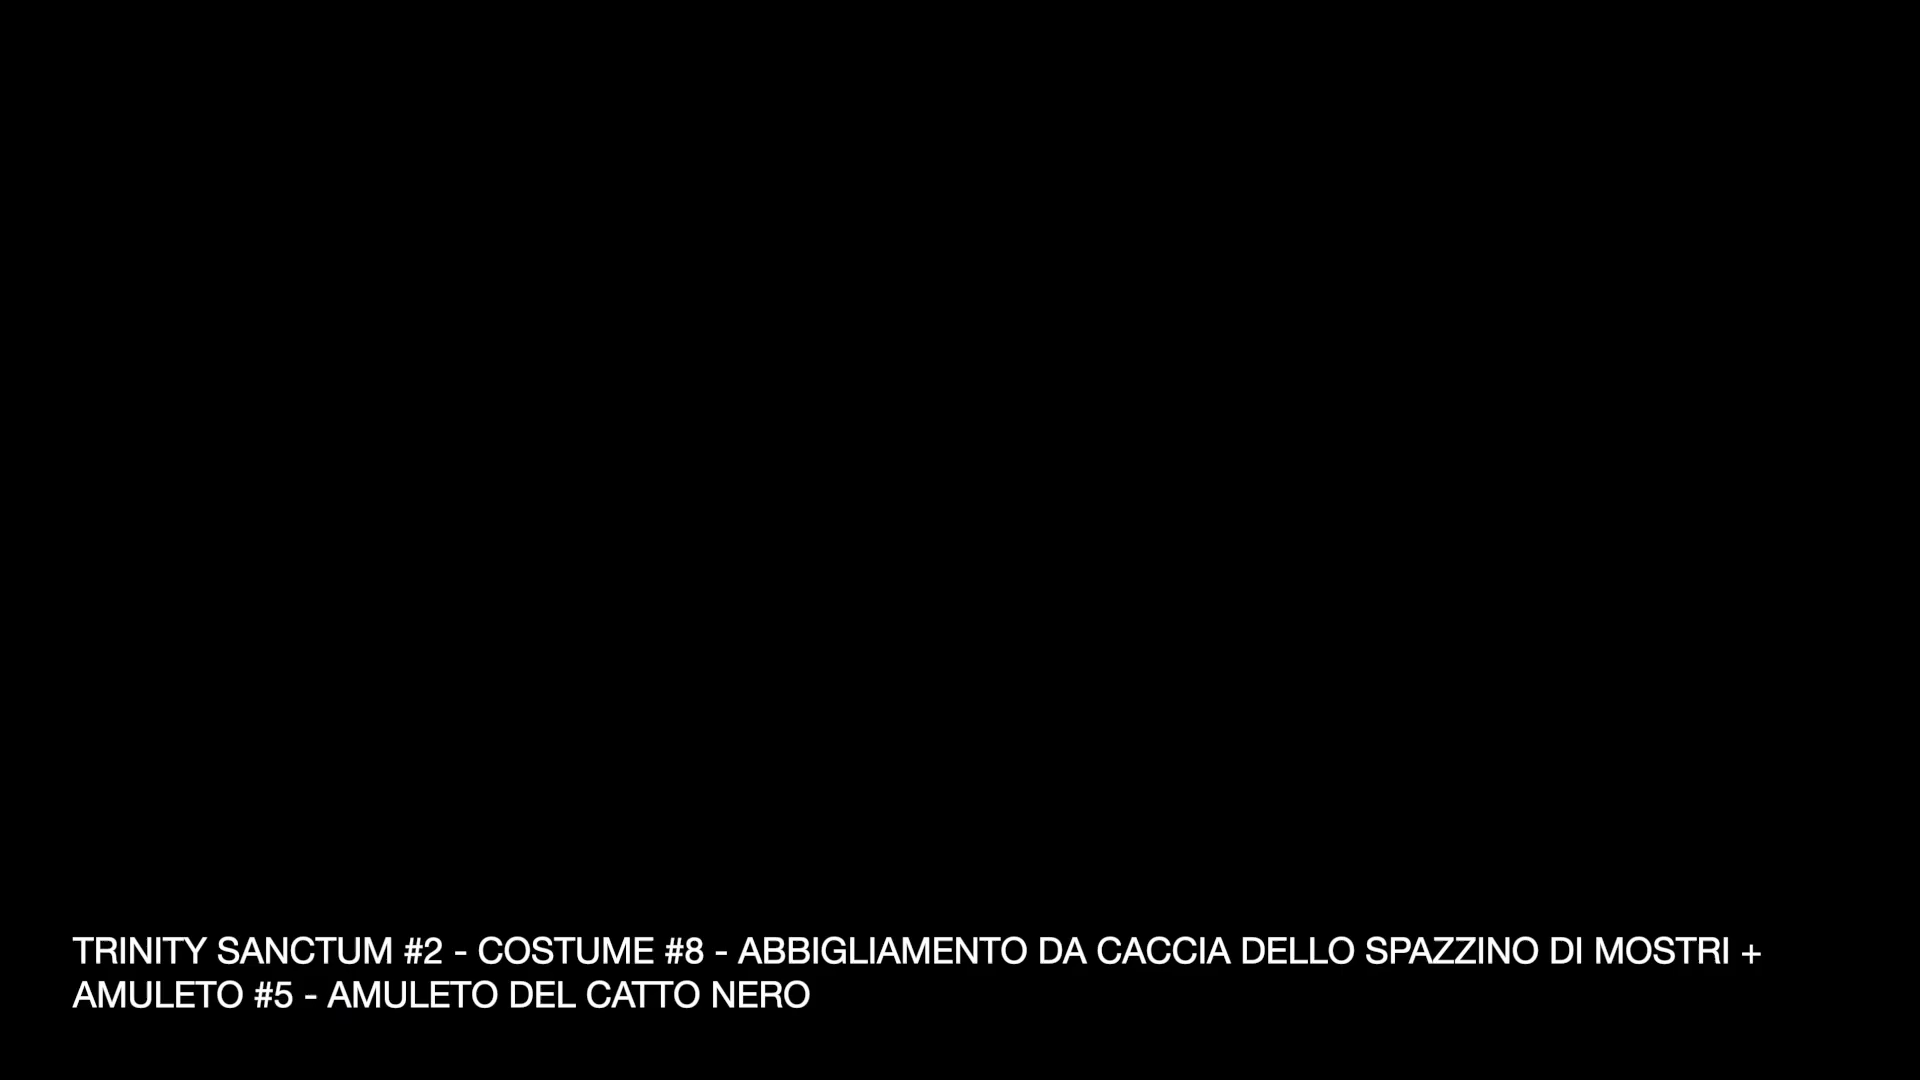 TRINITY SANCTUM #2 - COSTUME #8 - ABBIGLIAMENTO DA CACCIA DELLO SPAZZINO DI MOSTRI +
AMULETO #5 - AMULETO DEL CATTO NERO